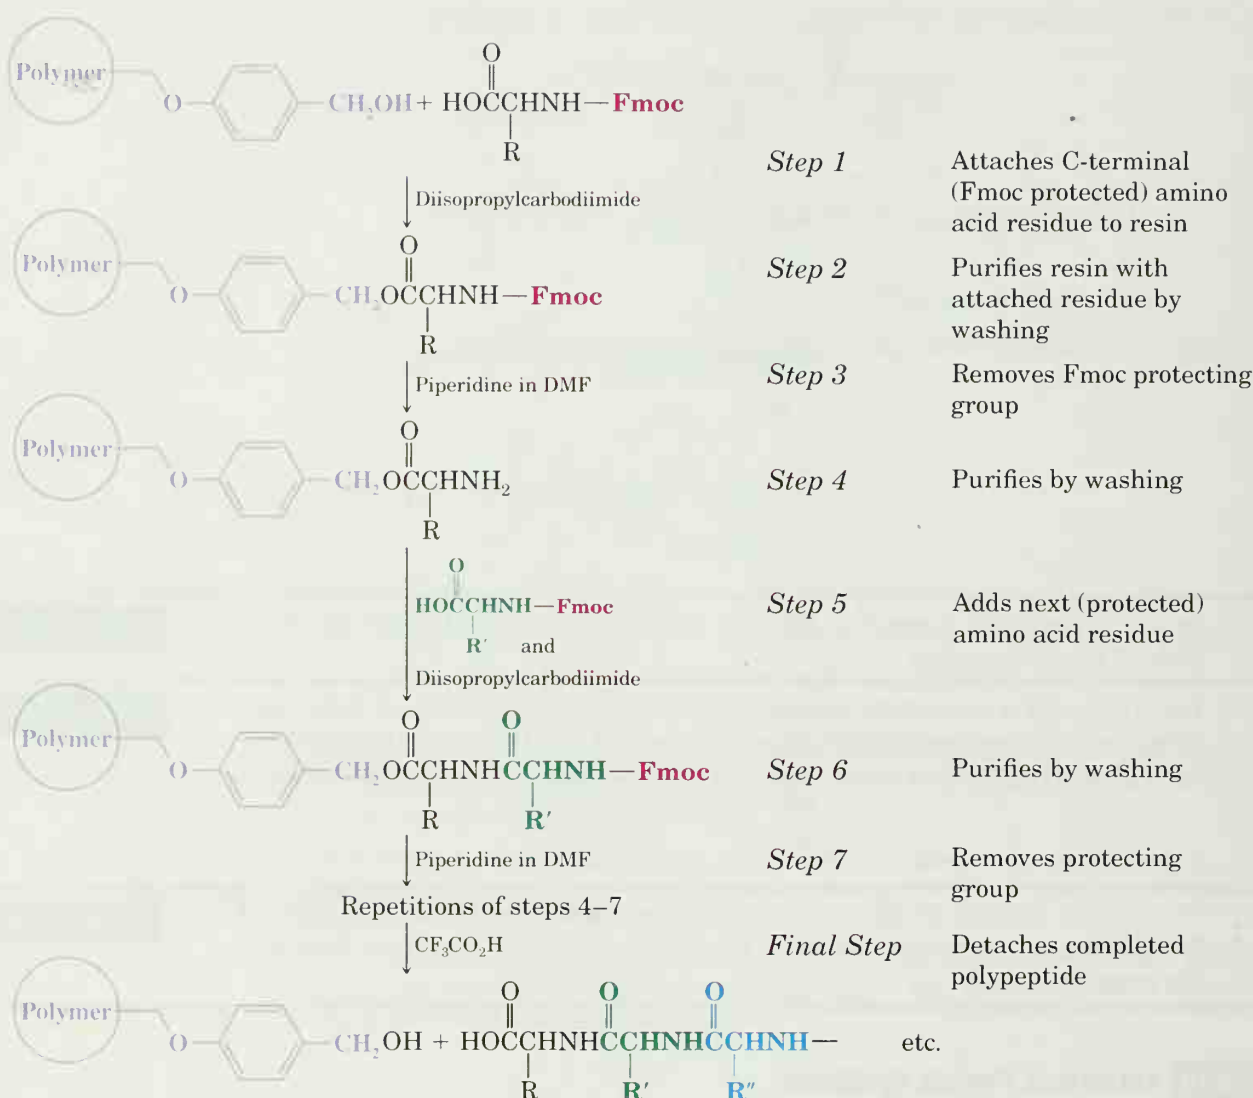 O
Polymer
O CH₂OH + HOCCHNH—Fmoc
R
Step 1 Attaches C-terminal
(Fmoc protected) amino
acid residue to resin
Diisopropylcarbodiimide
O
Polymer
O CH₂OCCHNH—Fmoc
R
Step 2 Purifies resin with
attached residue by
washing
Piperidine in DMF
Step 3 Removes Fmoc protecting
group
O
Polymer
O CH₂OCCHNH₂
R
Step 4 Purifies by washing
O
HOCCHNH—Fmoc
R′ and
Diisopropylcarbodiimide
Step 5 Adds next (protected)
amino acid residue
O O
Polymer
O CH₂OCCHNHCCHNH—Fmoc
R R′
Step 6 Purifies by washing
Piperidine in DMF
Step 7 Removes protecting
group
Repetitions of steps 4–7
CF₃CO₂H
Final Step Detaches completed
polypeptide
O O O
Polymer
O CH₂OH + HOCCHNHCCHNHCCHNH— etc.
R R′ R″